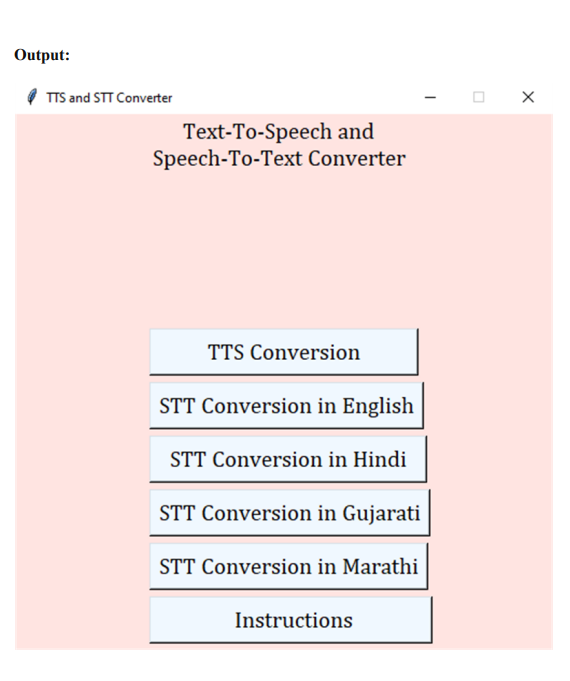 Output:
TTS and STT Converter
Text-To-Speech and
Speech-To-Text Converter
TTS Conversion
STT Conversion in English
STT Conversion in Hindi
STT Conversion in Gujarati
STT Conversion in Marathi
Instructions